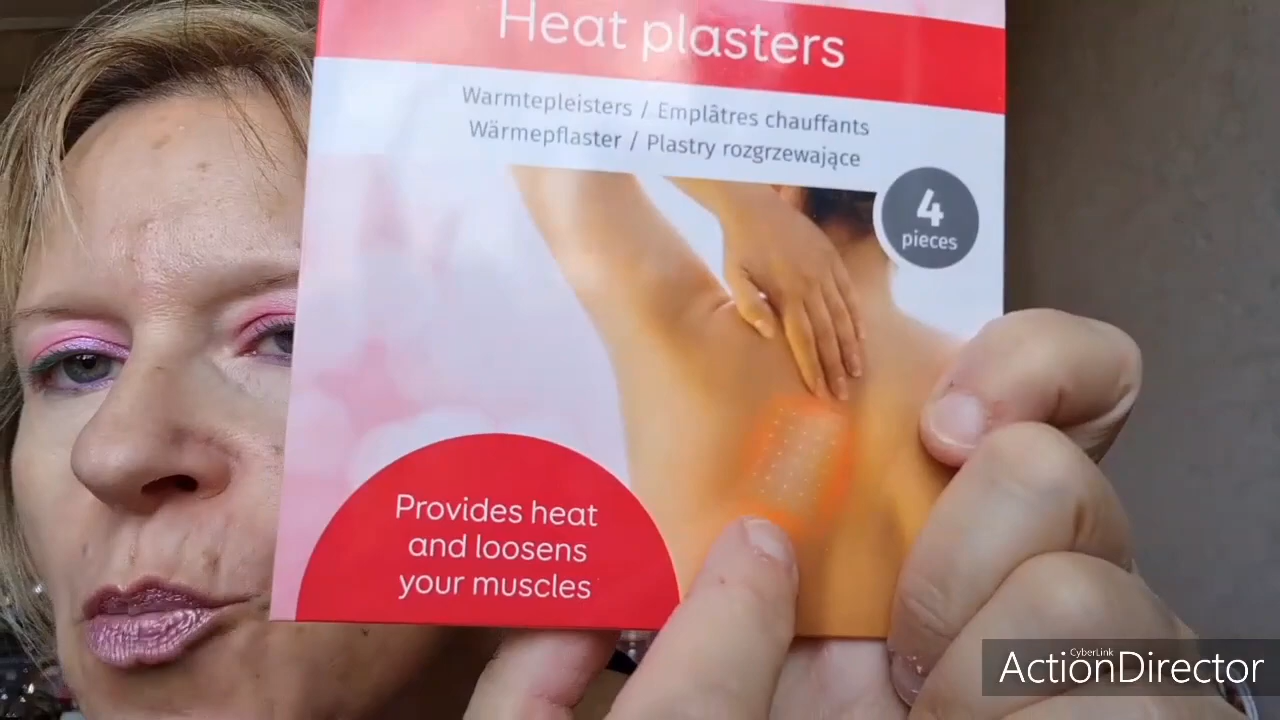 Heat plasters
Warmtepleisters / Emplâtres chauffants
Wärmepflaster / Plastry rozgrzewające
4
pieces
Provides heat
and loosens
your muscles
CyberLink
ActionDirector